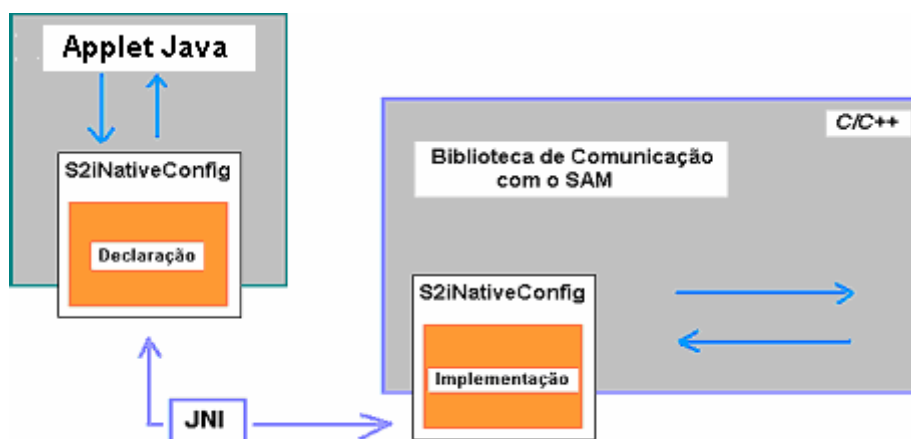 Applet Java
S2iNativeConfig
Declaração
C/C++
Biblioteca de Comunicação
com o SAM
S2iNativeConfig
Implementação
JNI